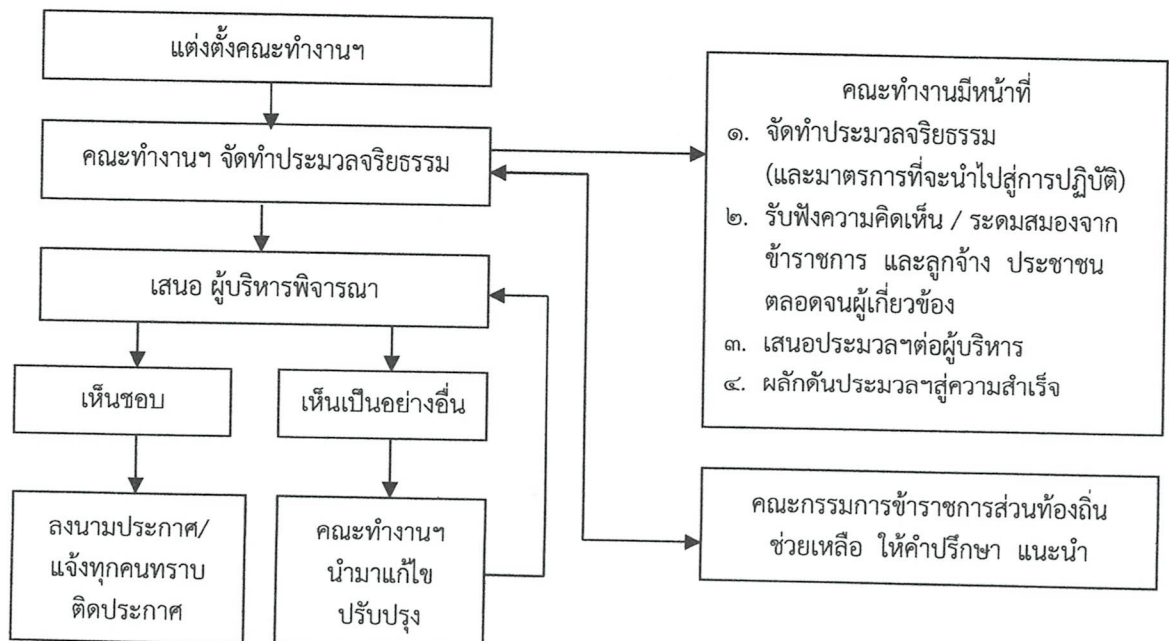 แต่งตั้งคณะทำงานฯ
คณะทำงานฯ จัดทำประมวลจริยธรรม
เสนอ ผู้บริหารพิจารณา
เห็นชอบ
เห็นเป็นอย่างอื่น
ลงนามประกาศ/
แจ้งทุกคนทราบ
ติดประกาศ
คณะทำงานฯ
นำมาแก้ไข
ปรับปรุง
คณะทำงานมีหน้าที่
๑. จัดทำประมวลจริยธรรม
(และมาตรการที่จะนำไปสู่การปฏิบัติ)
๒. รับฟังความคิดเห็น / ระดมสมองจาก
ข้าราชการ และลูกจ้าง ประชาชน
ตลอดจนผู้เกี่ยวข้อง
๓. เสนอประมวลฯต่อผู้บริหาร
๔. ผลักดันประมวลฯสู่ความสำเร็จ
คณะกรรมการข้าราชการส่วนท้องถิ่น
ช่วยเหลือ ให้คำปรึกษา แนะนำ